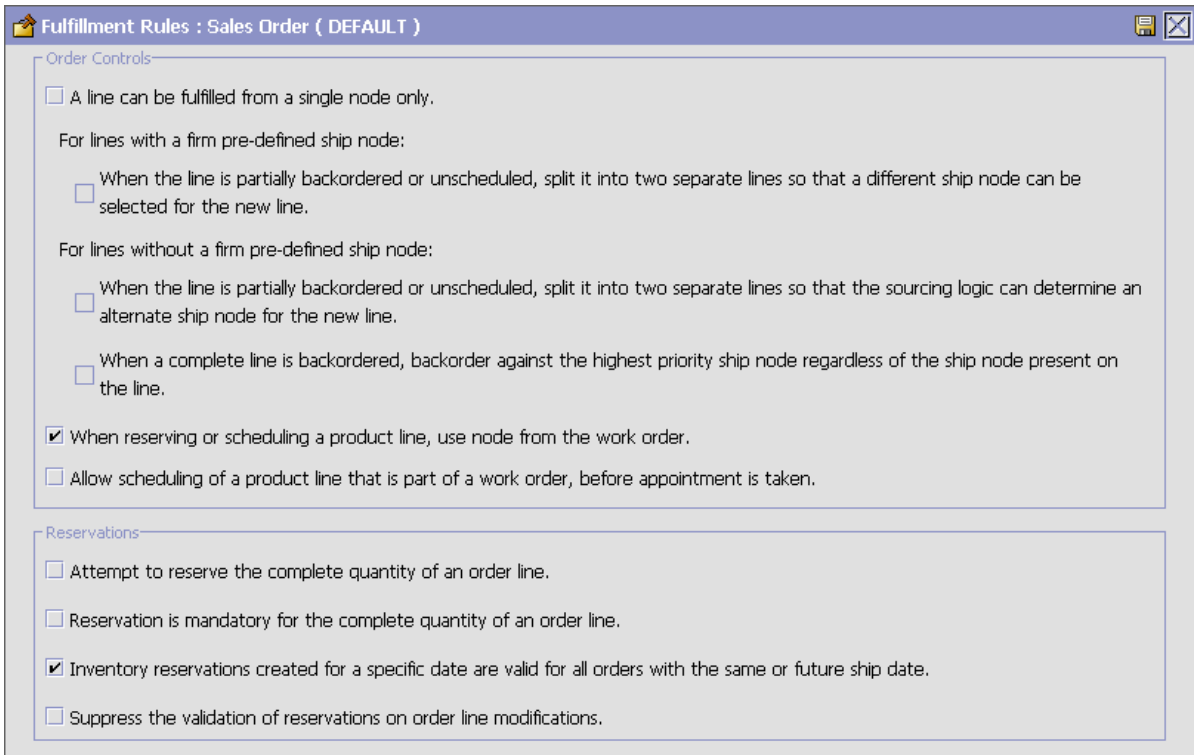 Fulfillment Rules : Sales Order ( DEFAULT )
Order Controls
A line can be fulfilled from a single node only.
For lines with a firm pre-defined ship node:
When the line is partially backordered or unscheduled, split it into two separate lines so that a different ship node can be
selected for the new line.
For lines without a firm pre-defined ship node:
When the line is partially backordered or unscheduled, split it into two separate lines so that the sourcing logic can determine an
alternate ship node for the new line.
When a complete line is backordered, backorder against the highest priority ship node regardless of the ship node present on
the line.
When reserving or scheduling a product line, use node from the work order.
Allow scheduling of a product line that is part of a work order, before appointment is taken.
Reservations
Attempt to reserve the complete quantity of an order line.
Reservation is mandatory for the complete quantity of an order line.
Inventory reservations created for a specific date are valid for all orders with the same or future ship date.
Suppress the validation of reservations on order line modifications.